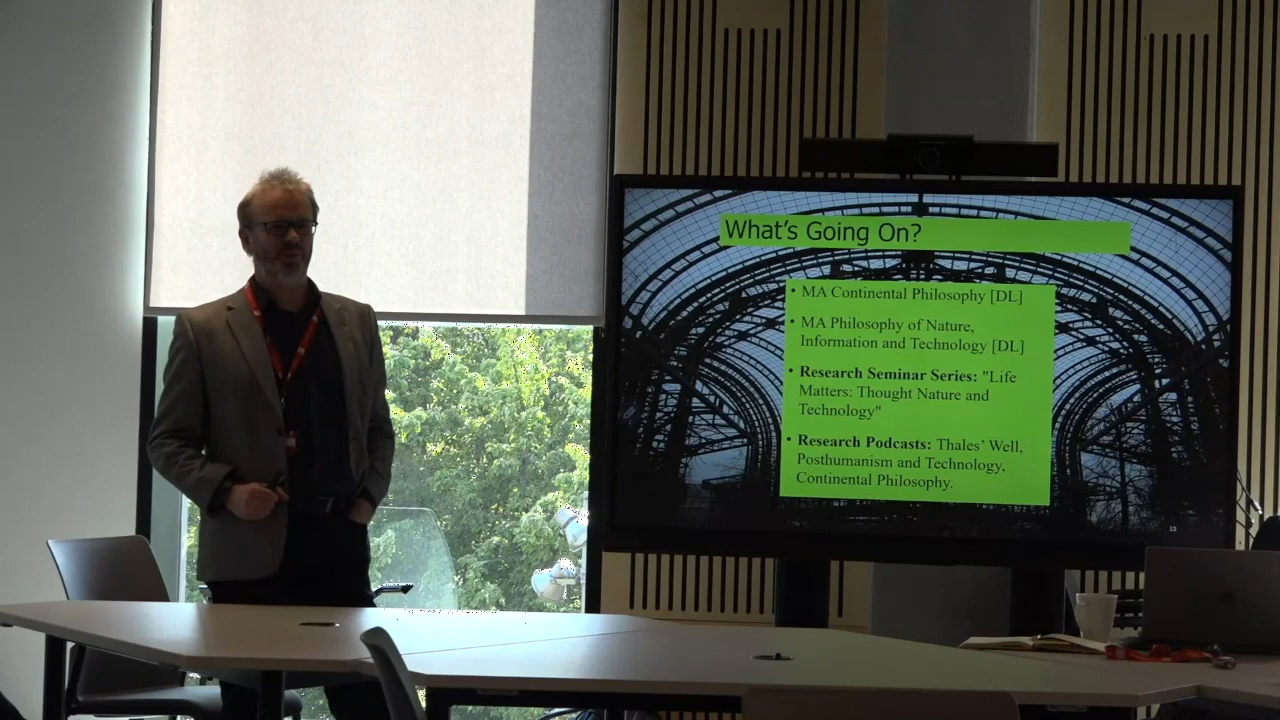 What's Going On?
• MA Continental Philosophy [DL]
• MA Philosophy of Nature,
Information and Technology [DL]
• Research Seminar Series: "Life
Matters: Thought Nature and
Technology"
• Research Podcasts: Thales' Well,
Posthumanism and Technology,
Continental Philosophy.
13